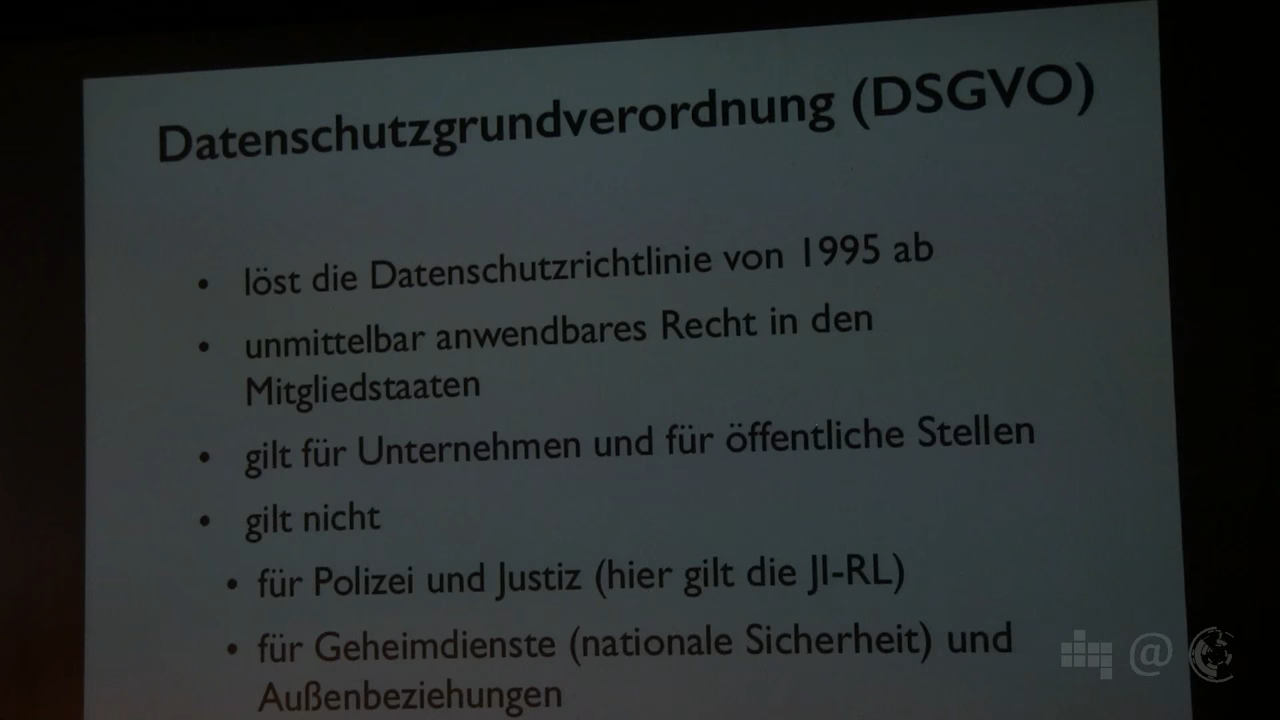 Datenschutzgrundverordnung (DSGVO)
• löst die Datenschutzrichtlinie von 1995 ab
• unmittelbar anwendbares Recht in den
Mitgliedstaaten
• gilt für Unternehmen und für öffentliche Stellen
• gilt nicht
• für Polizei und Justiz (hier gilt die JI-RL)
• für Geheimdienste (nationale Sicherheit) und
Außenbeziehungen
@